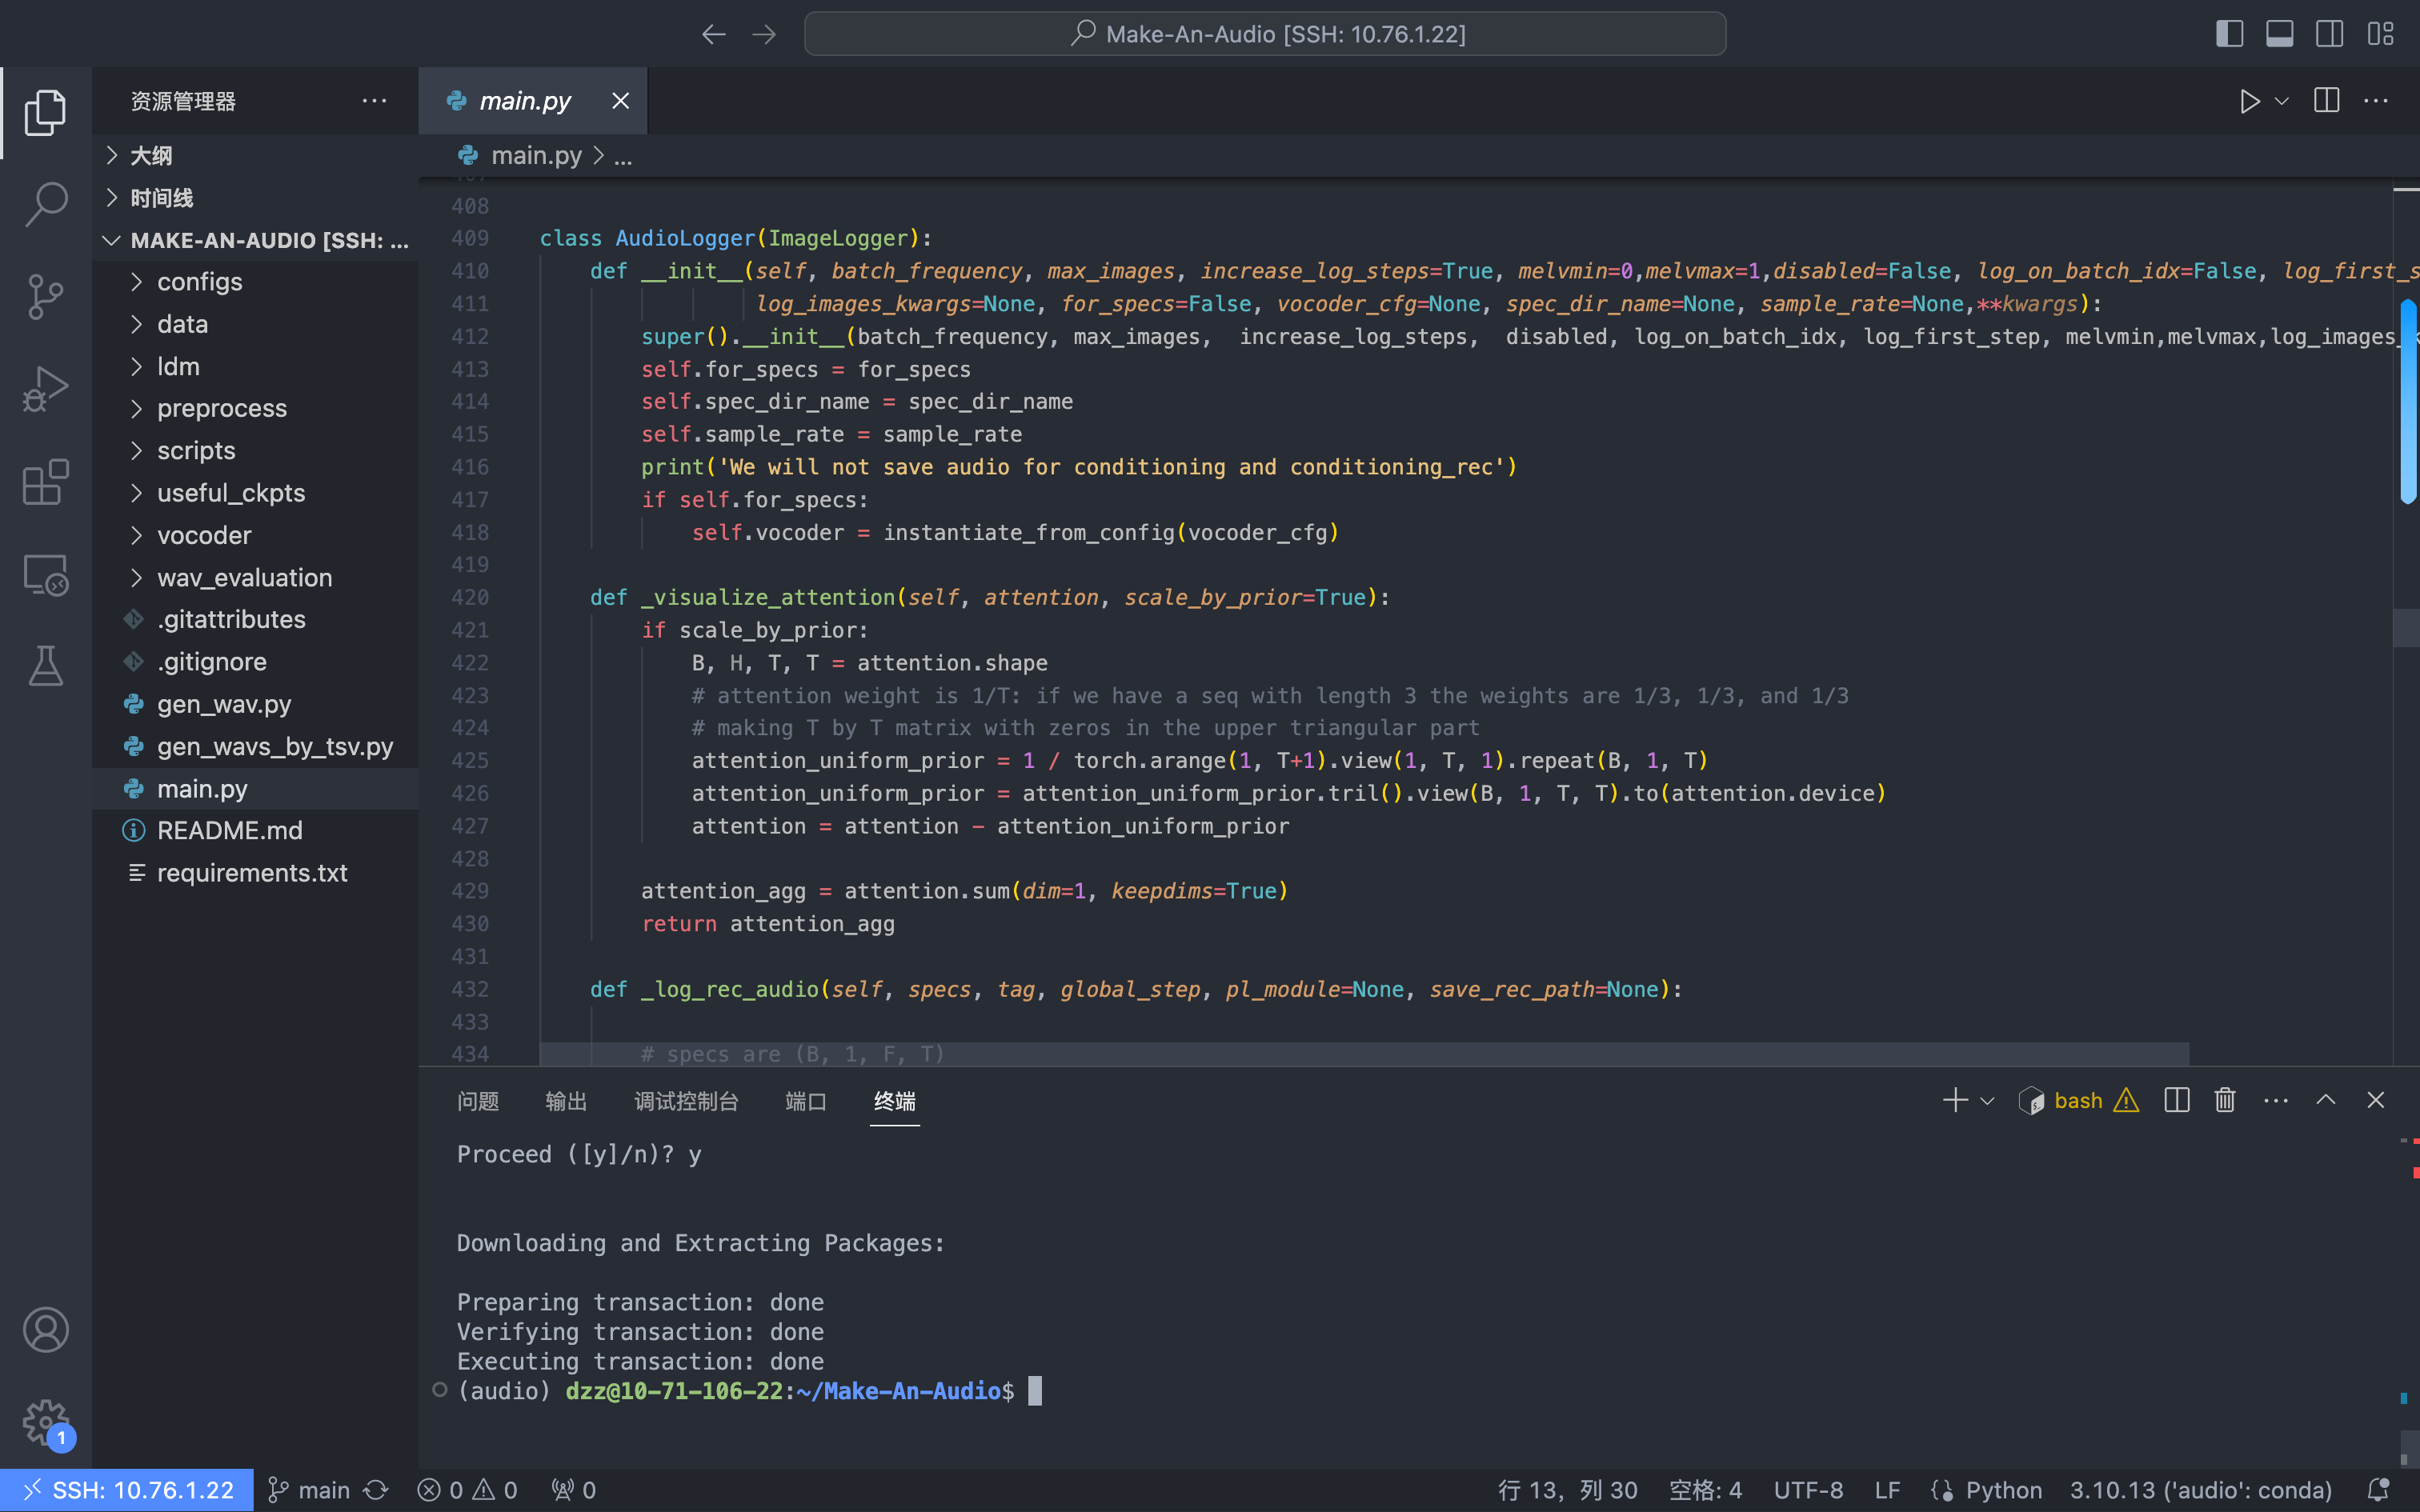 Make-An-Audio [SSH: 10.76.1.22]
资源管理器
大纲
时间线
MAKE-AN-AUDIO [SSH: ...
configs
data
ldm
preprocess
scripts
useful_ckpts
vocoder
wav_evaluation
.gitattributes
.gitignore
gen_wav.py
gen_wavs_by_tsv.py
main.py
README.md
requirements.txt
main.py
main.py > ...
408
409 class AudioLogger(ImageLogger):
410 def __init__(self, batch_frequency, max_images, increase_log_steps=True, melvmin=0,melvmax=1,disabled=False, log_on_batch_idx=False, log_first_s
411 log_images_kwargs=None, for_specs=False, vocoder_cfg=None, spec_dir_name=None, sample_rate=None,**kwargs):
412 super().__init__(batch_frequency, max_images,  increase_log_steps,  disabled, log_on_batch_idx, log_first_step, melvmin,melvmax,log_images_k
413 self.for_specs = for_specs
414 self.spec_dir_name = spec_dir_name
415 self.sample_rate = sample_rate
416 print('We will not save audio for conditioning and conditioning_rec')
417 if self.for_specs:
418 self.vocoder = instantiate_from_config(vocoder_cfg)
419
420 def _visualize_attention(self, attention, scale_by_prior=True):
421 if scale_by_prior:
422 B, H, T, T = attention.shape
423 # attention weight is 1/T: if we have a seq with length 3 the weights are 1/3, 1/3, and 1/3
424 # making T by T matrix with zeros in the upper triangular part
425 attention_uniform_prior = 1 / torch.arange(1, T+1).view(1, T, 1).repeat(B, 1, T)
426 attention_uniform_prior = attention_uniform_prior.tril().view(B, 1, T, T).to(attention.device)
427 attention = attention - attention_uniform_prior
428
429 attention_agg = attention.sum(dim=1, keepdims=True)
430 return attention_agg
431
432 def _log_rec_audio(self, specs, tag, global_step, pl_module=None, save_rec_path=None):
433
434 # specs are (B, 1, F, T)
问题 输出 调试控制台 端口 终端
bash
Proceed ([y]/n)? y
Downloading and Extracting Packages:
Preparing transaction: done
Verifying transaction: done
Executing transaction: done
(audio) dzz@10-71-106-22:~/Make-An-Audio$
1
SSH: 10.76.1.22 main 0 0 0 行 13，列 30 空格: 4 UTF-8 LF Python 3.10.13 ('audio': conda)